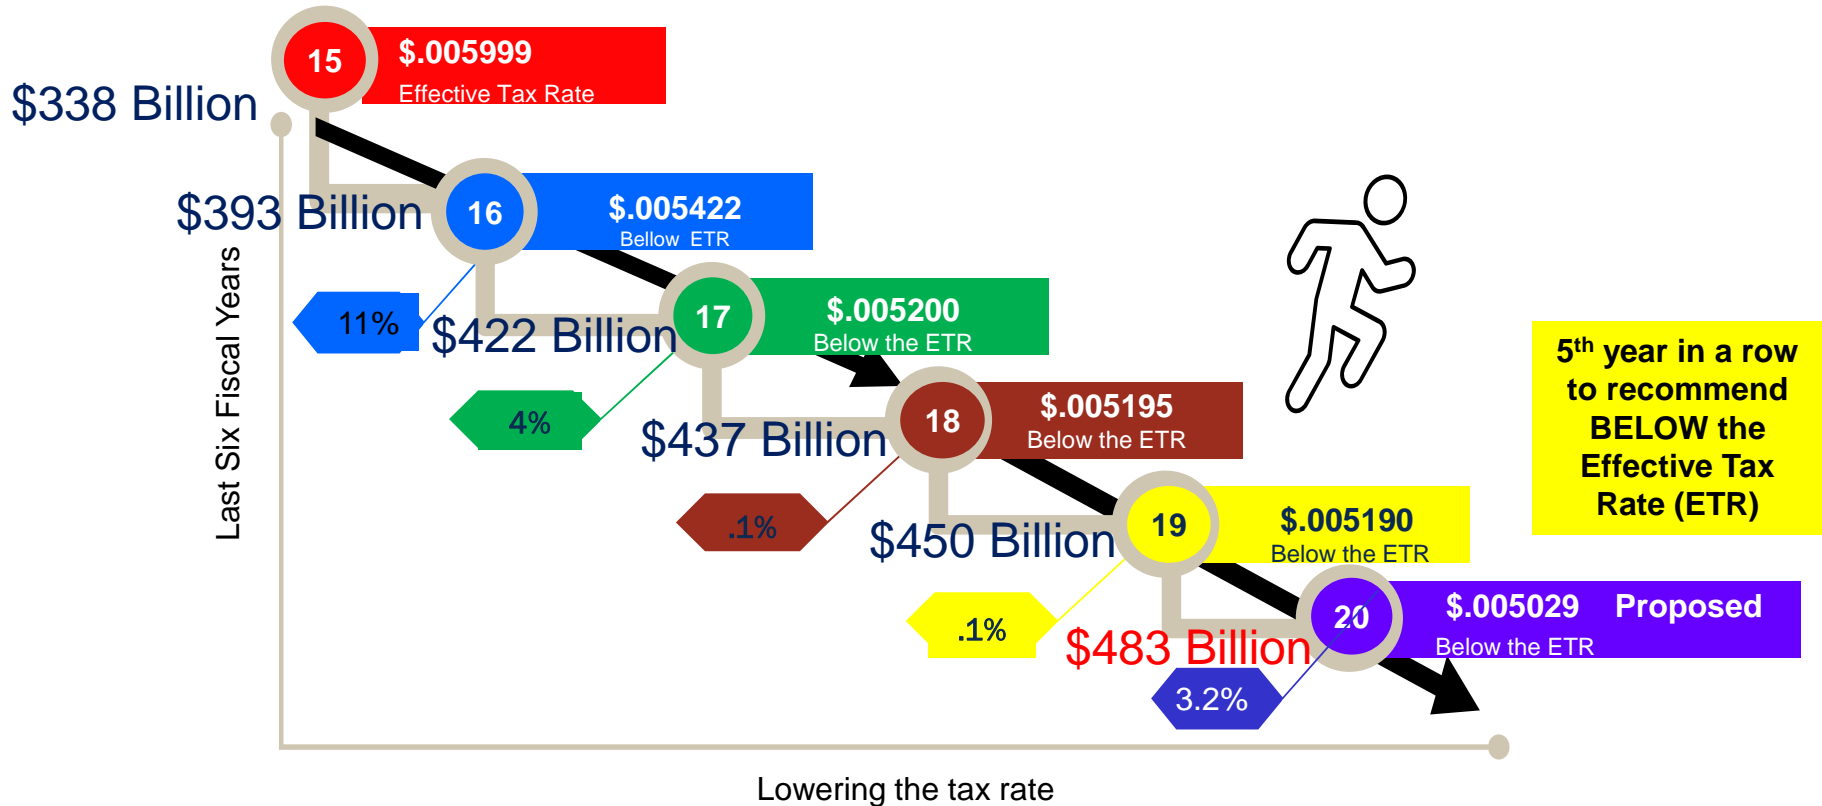 15
$.005999
Effective Tax Rate
$338 Billion
$393 Billion
16
$.005422
Bellow ETR
11%
$422 Billion
17
$.005200
Below the ETR
4%
$437 Billion
18
$.005195
Below the ETR
.1%
$450 Billion
19
$.005190
Below the ETR
.1%
$483 Billion
20
$.005029 Proposed
Below the ETR
3.2%
5th year in a row
to recommend
BELOW the
Effective Tax
Rate (ETR)
Last Six Fiscal Years
Lowering the tax rate